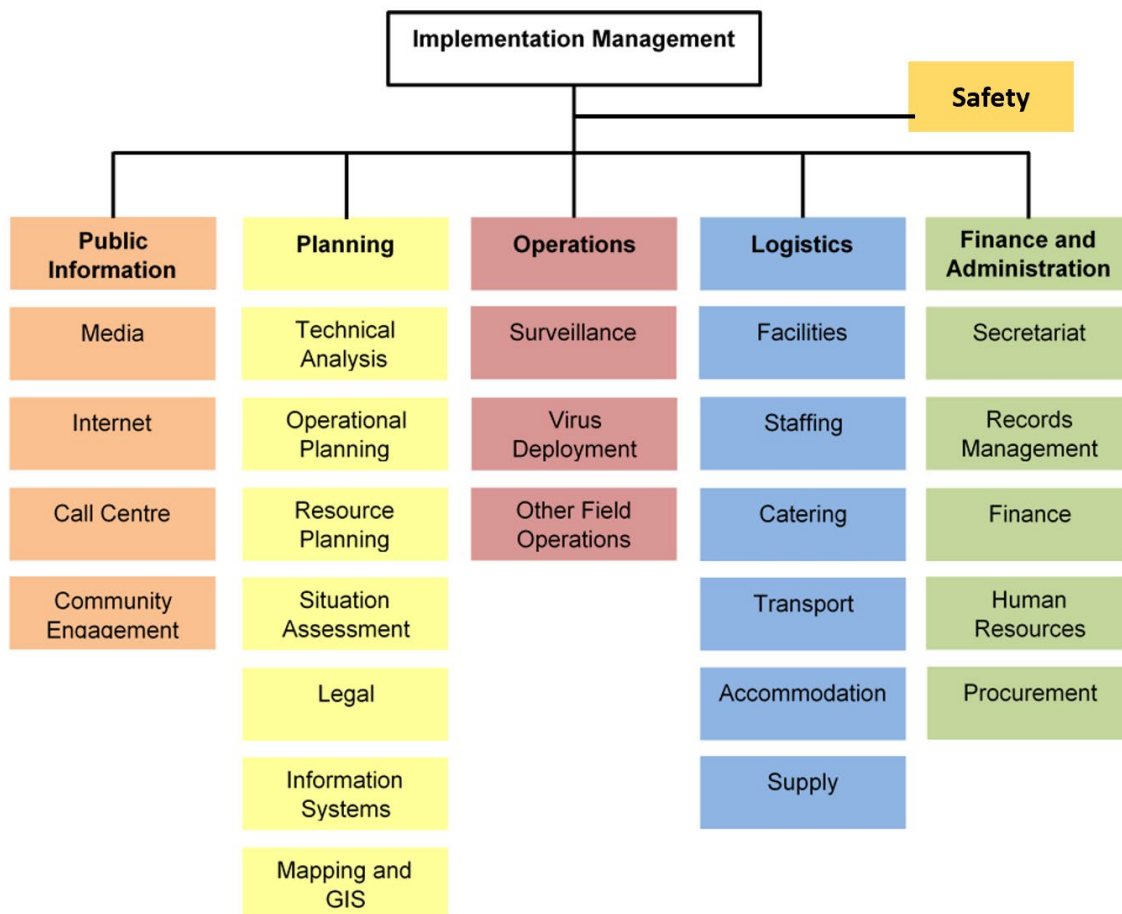 Implementation Management
Safety
Public
Information
Media
Internet
Call Centre
Community
Engagement
Planning
Technical
Analysis
Operational
Planning
Resource
Planning
Situation
Assessment
Legal
Information
Systems
Mapping and
GIS
Operations
Surveillance
Virus
Deployment
Other Field
Operations
Logistics
Facilities
Staffing
Catering
Transport
Accommodation
Supply
Finance and
Administration
Secretariat
Records
Management
Finance
Human
Resources
Procurement